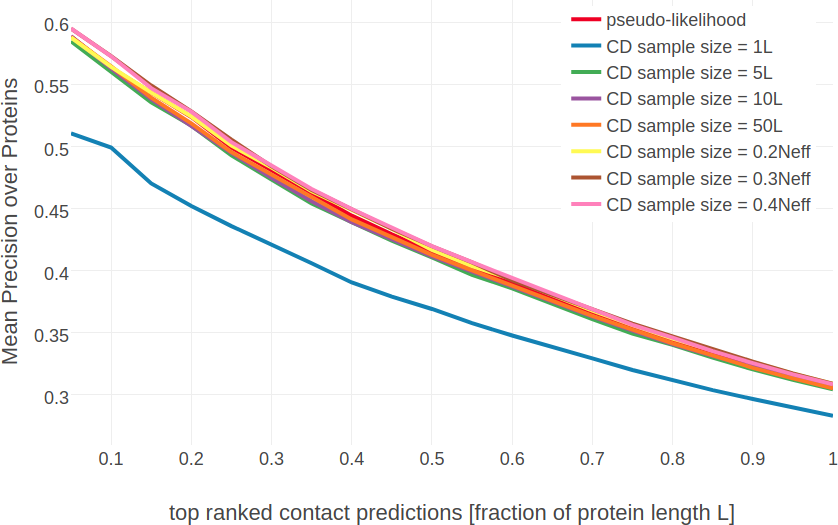 Mean Precision over Proteins
0.6
0.55
0.5
0.45
0.4
0.35
0.3
pseudo-likelihood
CD sample size = 1L
CD sample size = 5L
CD sample size = 10L
CD sample size = 50L
CD sample size = 0.2Neff
CD sample size = 0.3Neff
CD sample size = 0.4Neff
0.1 0.2 0.3 0.4 0.5 0.6 0.7 0.8 0.9 1
top ranked contact predictions [fraction of protein length L]